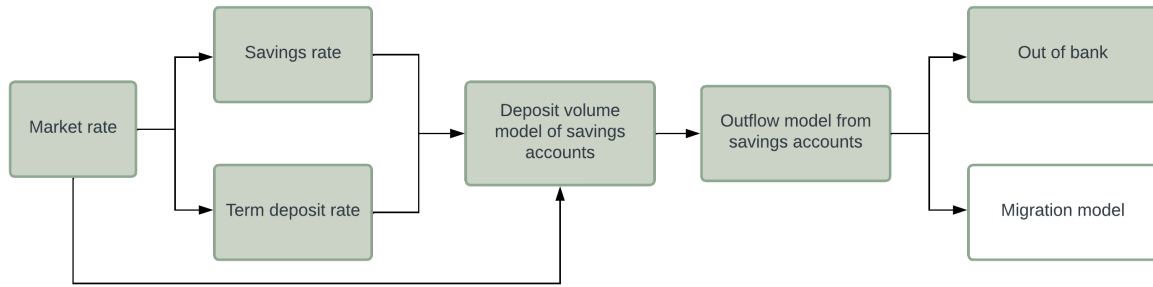 Market rate
Savings rate
Term deposit rate
Deposit volume
model of savings
accounts
Outflow model from
savings accounts
Out of bank
Migration model